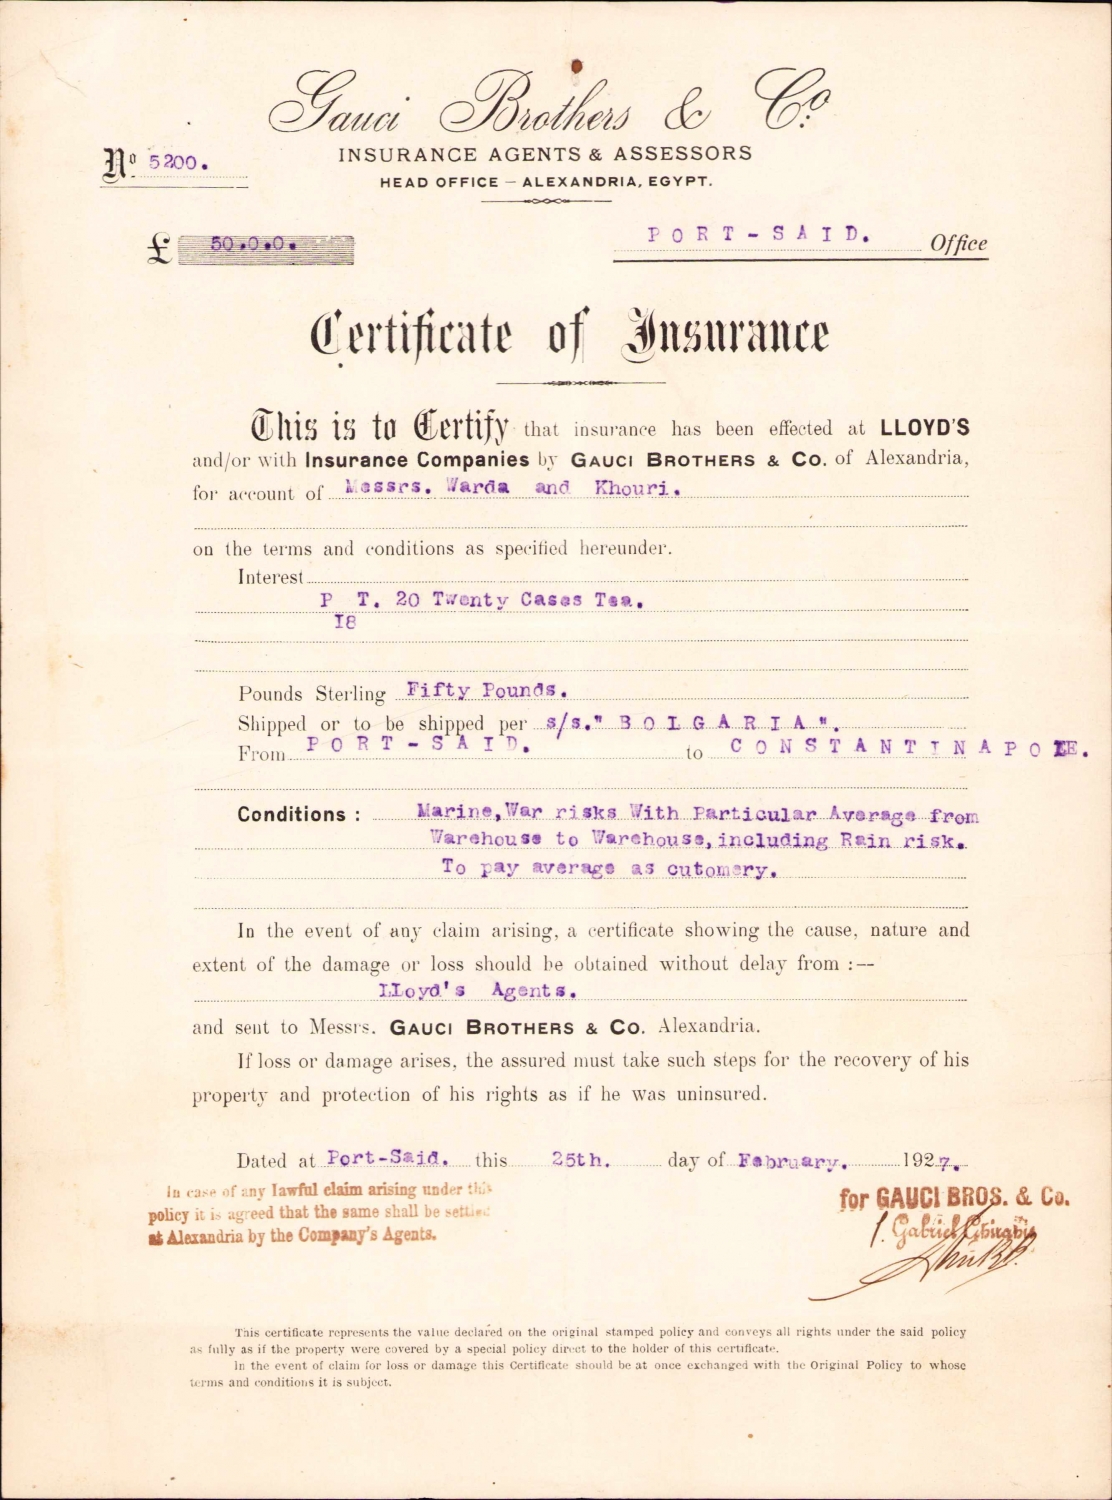 Gauci Brothers & Co.
No 5200.
INSURANCE AGENTS & ASSESSORS
HEAD OFFICE — ALEXANDRIA, EGYPT.
£ 50.0.0.
PORT-SAID. Office
Certificate of Insurance
This is to Certify that insurance has been effected at LLOYD'S
and/or with Insurance Companies by GAUCI BROTHERS & Co. of Alexandria,
for account of Messrs. Warda and Khouri.
on the terms and conditions as specified hereunder.
Interest
P T. 20 Twenty Cases Tea.
I8
Pounds Sterling Fifty Pounds.
Shipped or to be shipped per s/s." BOLGARIA".
From PORT-SAID. to CONSTANTINAPOLE.
Conditions : Marine,War risks With Particular Average from
Warehouse to Warehouse,including Rain risk.
To pay average as cutomery.
In the event of any claim arising, a certificate showing the cause, nature and
extent of the damage or loss should be obtained without delay from :—
LLoyd's Agents.
and sent to Messrs. GAUCI BROTHERS & Co. Alexandria.
If loss or damage arises, the assured must take such steps for the recovery of his
property and protection of his rights as if he was uninsured.
Dated at Port-Said. this 25th. day of February. 1927.
In case of any lawful claim arising under this
policy it is agreed that the same shall be settled
at Alexandria by the Company's Agents.
for GAUCI BROS. & Co.
Gabriel
This certificate represents the value declared on the original stamped policy and conveys all rights under the said policy
as fully as if the property were covered by a special policy direct to the holder of this certificate.
In the event of claim for loss or damage this Certificate should be at once exchanged with the Original Policy to whose
terms and conditions it is subject.